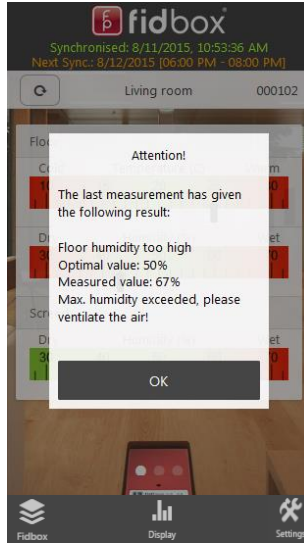 fidbox
Synchronised: 8/11/2015, 10:53:36 AM
Next Sync.: 8/12/2015 [06:00 PM - 08:00 PM]
Living room 000102
Attention!
The last measurement has given
the following result:
Floor humidity too high
Optimal value: 50%
Measured value: 67%
Max. humidity exceeded, please
ventilate the air!
OK
Fidbox Display Settings